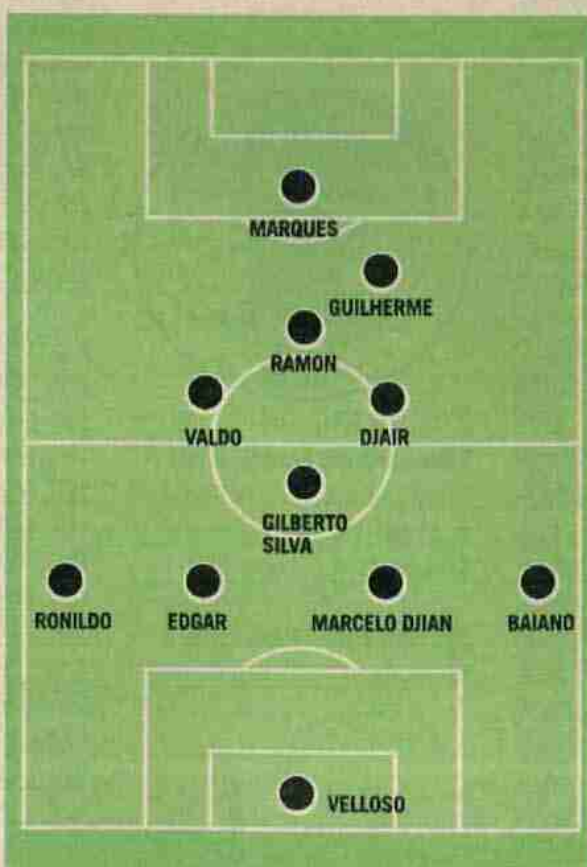 MARQUES
GUILHERME
RAMON
VALDO
DJAIR
GILBERTO
SILVA
RONILDO
EDGAR
MARCELO DJIAN
BAIANO
VELLOSO